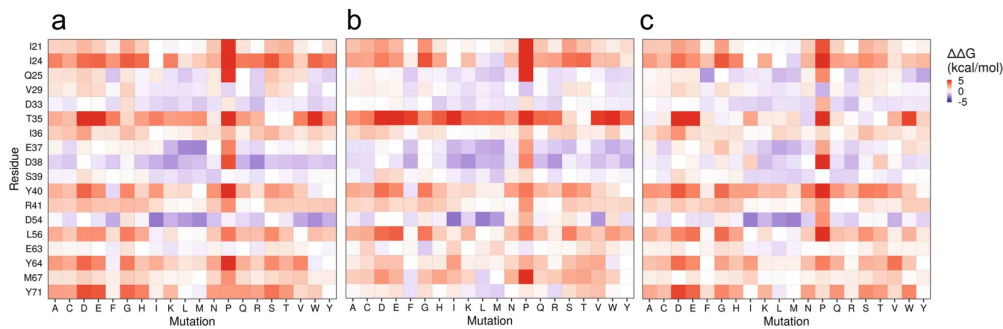 a b c
ΔΔG
(kcal/mol)
5
-5
Residue
I21
I24
Q25
V29
D33
T35
I36
E37
D38
S39
Y40
R41
D54
L56
E63
Y64
M67
Y71
A C D E F G H I K L M N P Q R S T V W Y
A C D E F G H I K L M N P Q R S T V W Y
A C D E F G H I K L M N P Q R S T V W Y
Mutation
Mutation
Mutation